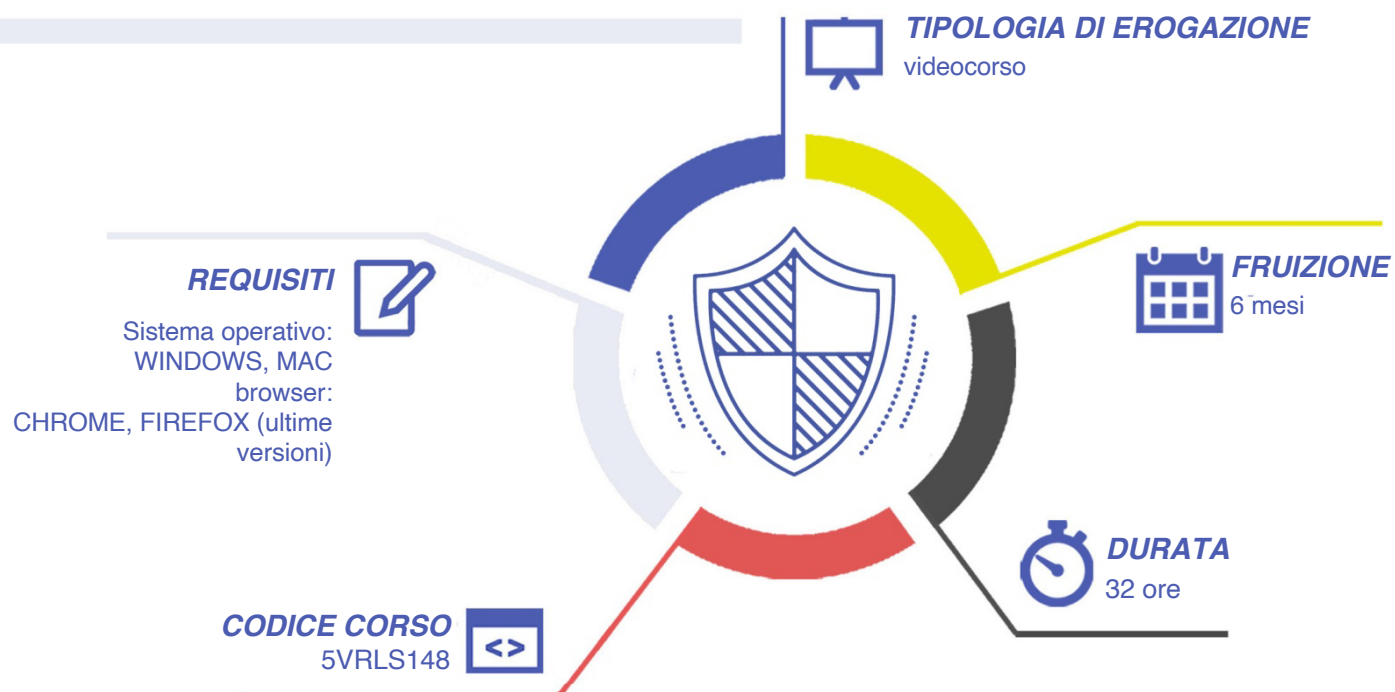 TIPOLOGIA DI EROGAZIONE
videocorso
REQUISITI
Sistema operativo:
WINDOWS, MAC
browser:
CHROME, FIREFOX (ultime
versioni)
FRUIZIONE
6 mesi
DURATA
32 ore
CODICE CORSO
5VRLS148